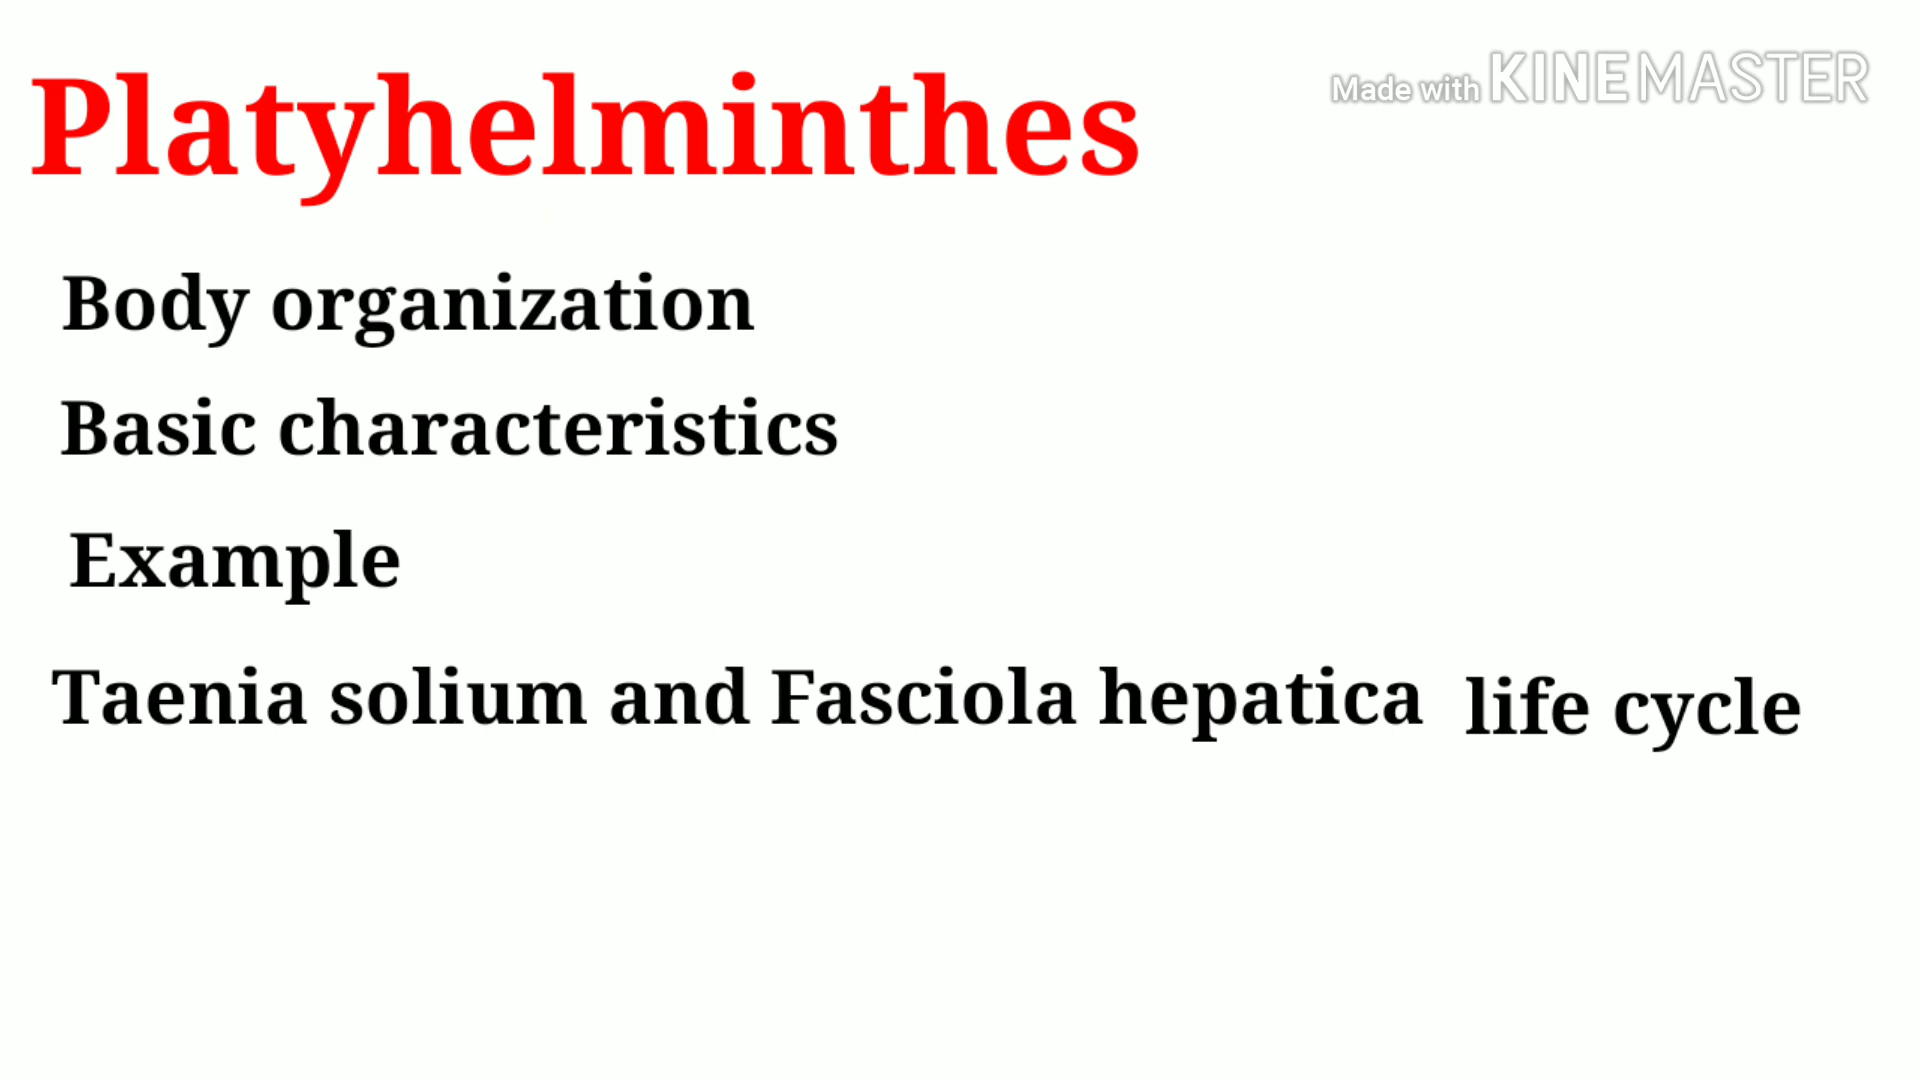 Platyhelminthes
Made with KINEMASTER
Body organization
Basic characteristics
Example
Taenia solium and Fasciola hepatica life cycle